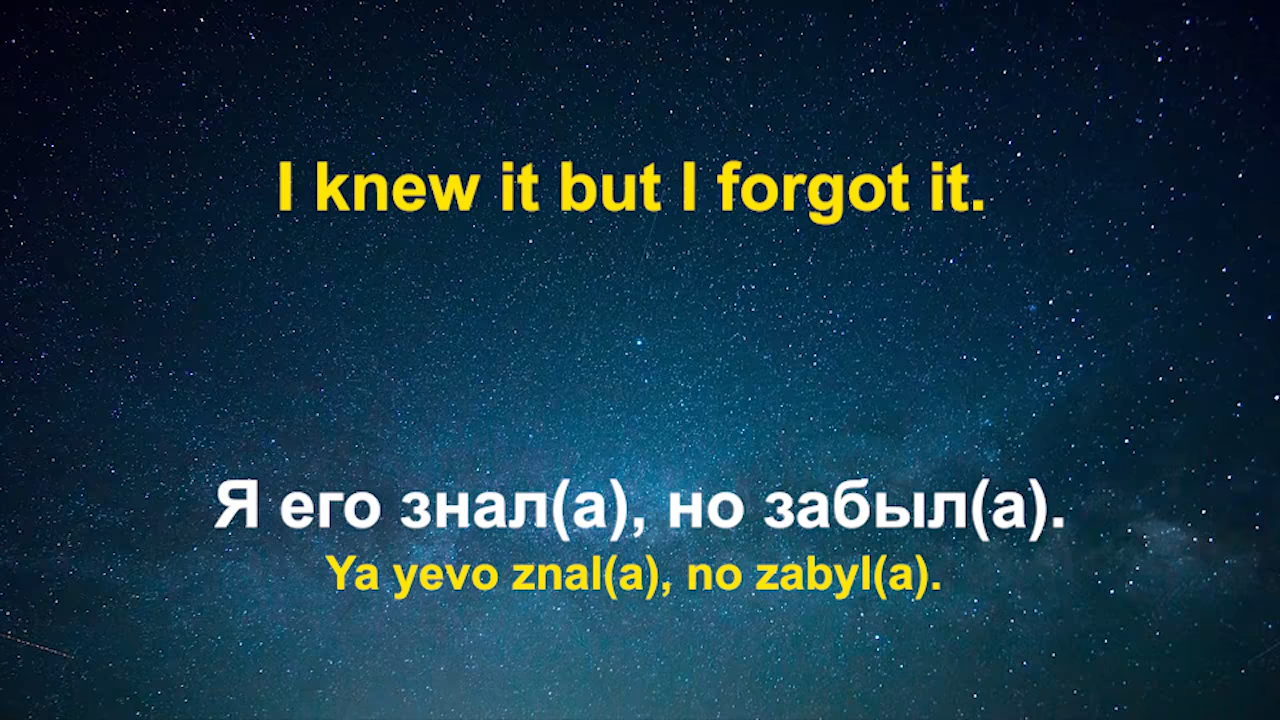 I knew it but I forgot it.
Я его знал(а), но забыл(а).
Ya yevo znal(a), no zabyl(a).